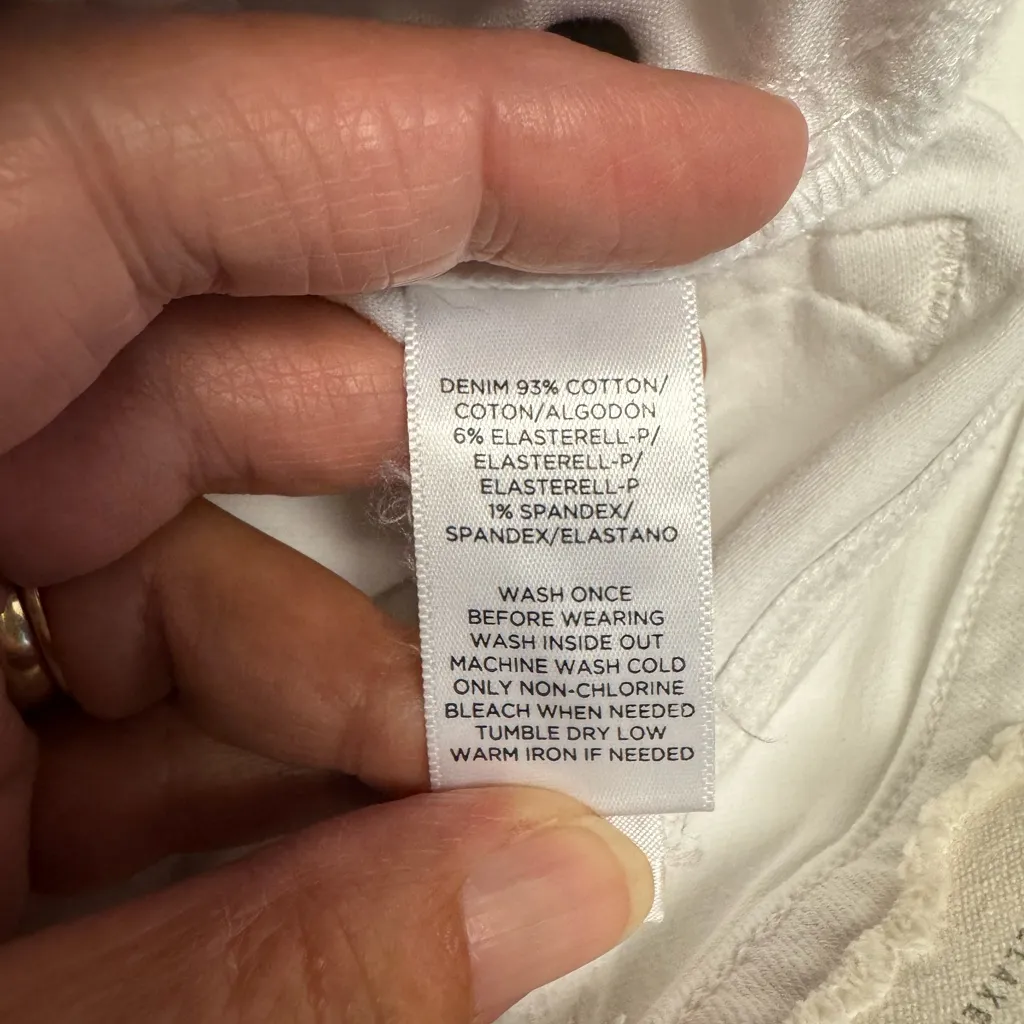 DENIM 93% COTTON/
COTON/ALGODÓN
6% ELASTERELL-P/
ELASTERELL-P/
ELASTERELL-P
1% SPANDEX/
SPANDEX/ELASTANO
WASH ONCE
BEFORE WEARING
WASH INSIDE OUT
MACHINE WASH COLD
ONLY NON-CHLORINE
BLEACH WHEN NEEDED
TUMBLE DRY LOW
WARM IRON IF NEEDED